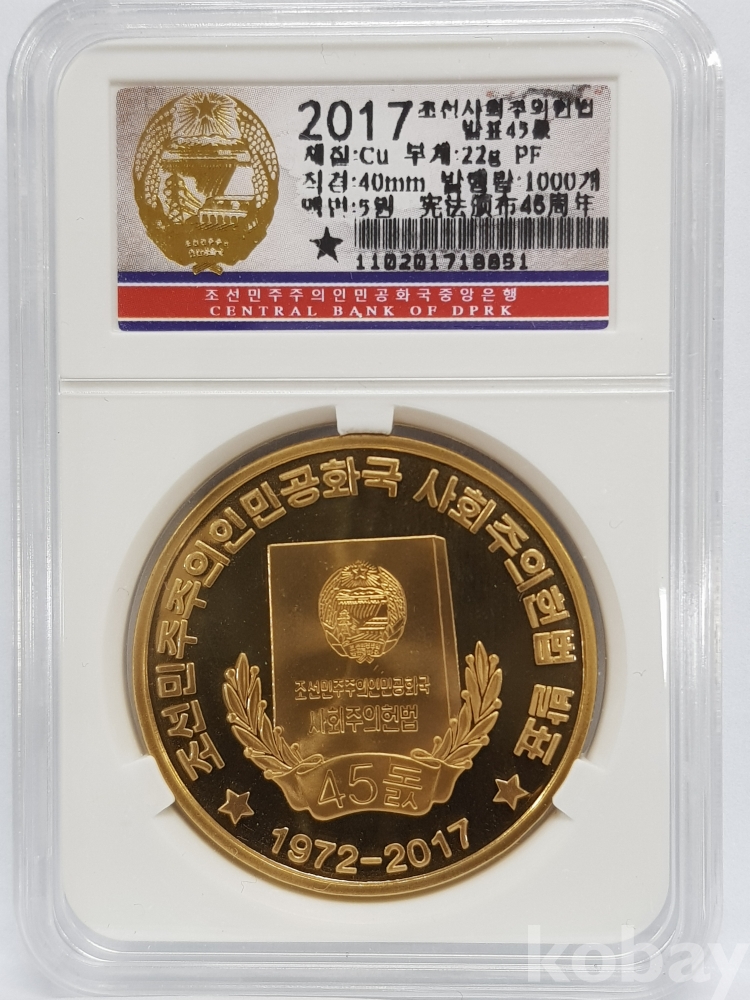 2017 조선사회주의헌법
발표45돐
재질:Cu 무게:22g PF
직경:40mm 발행량:1000개
액면:5원 宪法颁布45周年
★
110201710051
조선민주주의인민공화국중앙은행
CENTRAL BANK OF DPRK
조선민주주의인민공화국 사회주의헌법 발표
조선민주주의인민공화국
사회주의헌법
45돐
1972-2017
kobay